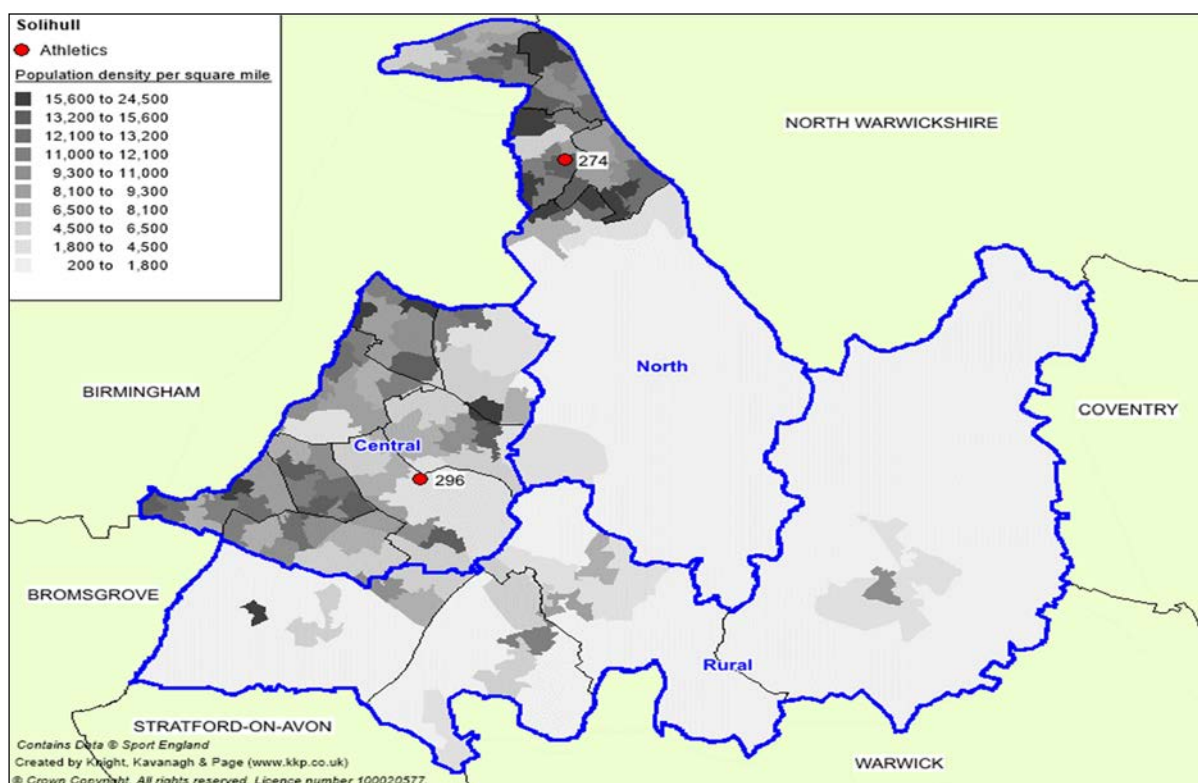 Solihull
Athletics
Population density per square mile
15,600 to 24,500
13,200 to 15,600
12,100 to 13,200
11,000 to 12,100
9,300 to 11,000
8,100 to 9,300
6,500 to 8,100
4,500 to 6,500
1,800 to 4,500
200 to 1,800
NORTH WARWICKSHIRE
274
North
BIRMINGHAM
COVENTRY
Central
296
BROMSGROVE
Rural
STRATFORD-ON-AVON
WARWICK
Contains Data © Sport England
Created by Knight, Kavanagh & Page (www.kkp.co.uk)
© Crown Copyright. All rights reserved. Licence number 100020577.